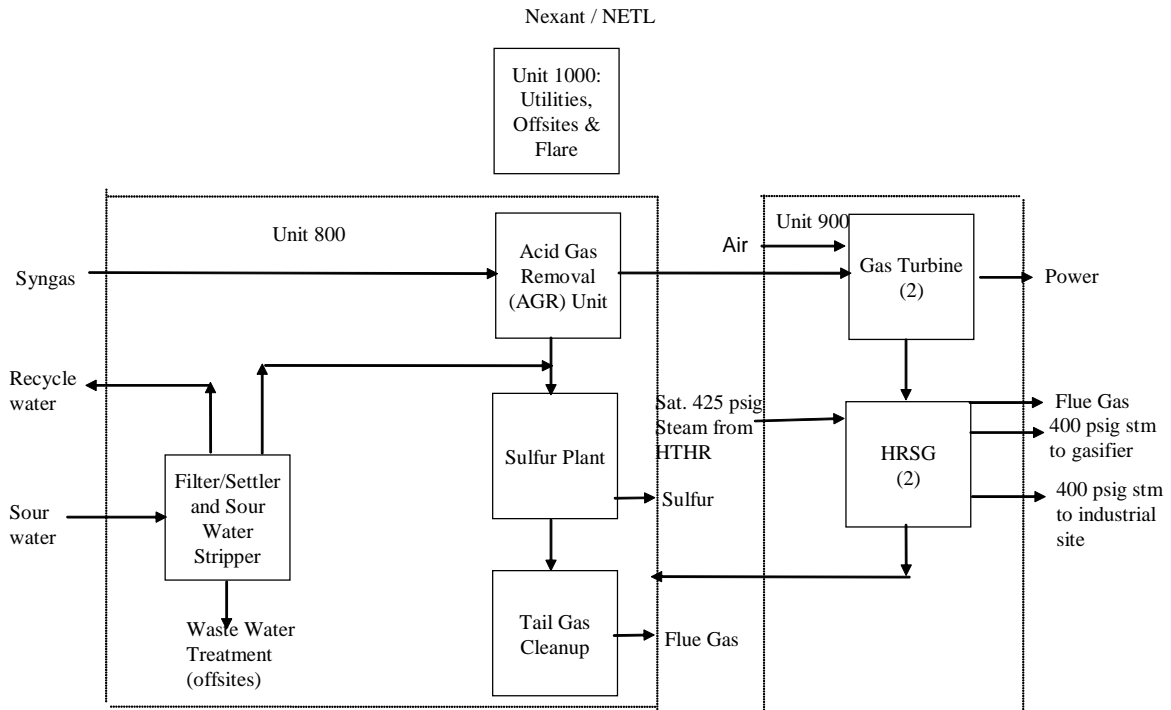 Nexant / NETL
Unit 1000:
Utilities,
Offsites &
Flare
Unit 800
Unit 900
Syngas
Acid Gas
Removal
(AGR) Unit
Air
Gas Turbine
(2)
Power
Recycle
water
Sour
water
Filter/Settler
and Sour
Water
Stripper
Waste Water
Treatment
(offsites)
Sulfur Plant
Sulfur
Tail Gas
Cleanup
Flue Gas
Sat. 425 psig
Steam from
HTHR
HRSG
(2)
Flue Gas
400 psig stm
to gasifier
400 psig stm
to industrial
site